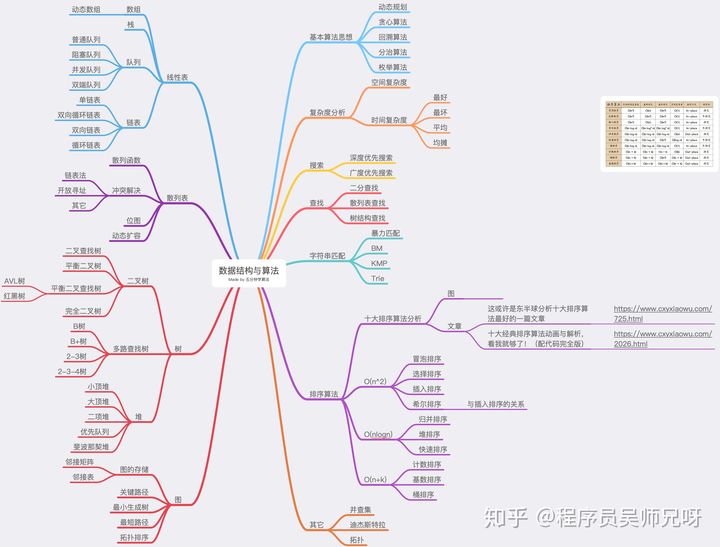 数据结构与算法
Made by 五分钟学算法
线性表
数组
动态数组
栈
队列
普通队列
阻塞队列
并发队列
双端队列
链表
单链表
双向循环链表
双向链表
循环链表
散列表
散列函数
冲突解决
链表法
开放寻址
其它
位图
动态扩容
树
二叉树
二叉查找树
平衡二叉树
平衡二叉查找树
AVL树
红黑树
完全二叉树
多路查找树
B树
B+树
2-3树
2-3-4树
堆
小顶堆
大顶堆
二项堆
优先队列
斐波那契堆
图
图的存储
邻接矩阵
邻接表
关键路径
最小生成树
最短路径
拓扑排序
基本算法思想
动态规划
贪心算法
回溯算法
分治算法
枚举算法
复杂度分析
空间复杂度
时间复杂度
最好
最坏
平均
均摊
搜索
深度优先搜索
广度优先搜索
查找
二分查找
散列表查找
树结构查找
字符串匹配
暴力匹配
BM
KMP
Trie
排序算法
十大排序算法分析
图
文章
这或许是东半球分析十大排序算
法最好的一篇文章
https://www.cxyxiaowu.com/
725.html
十大经典排序算法动画与解析，
看我就够了！（配代码完全版）
https://www.cxyxiaowu.com/
2026.html
O(n^2)
冒泡排序
选择排序
插入排序
希尔排序
与插入排序的关系
O(nlogn)
归并排序
堆排序
快速排序
O(n+k)
计数排序
基数排序
桶排序
其它
并查集
迪杰斯特拉
拓扑
知乎 @程序员吴师兄呀